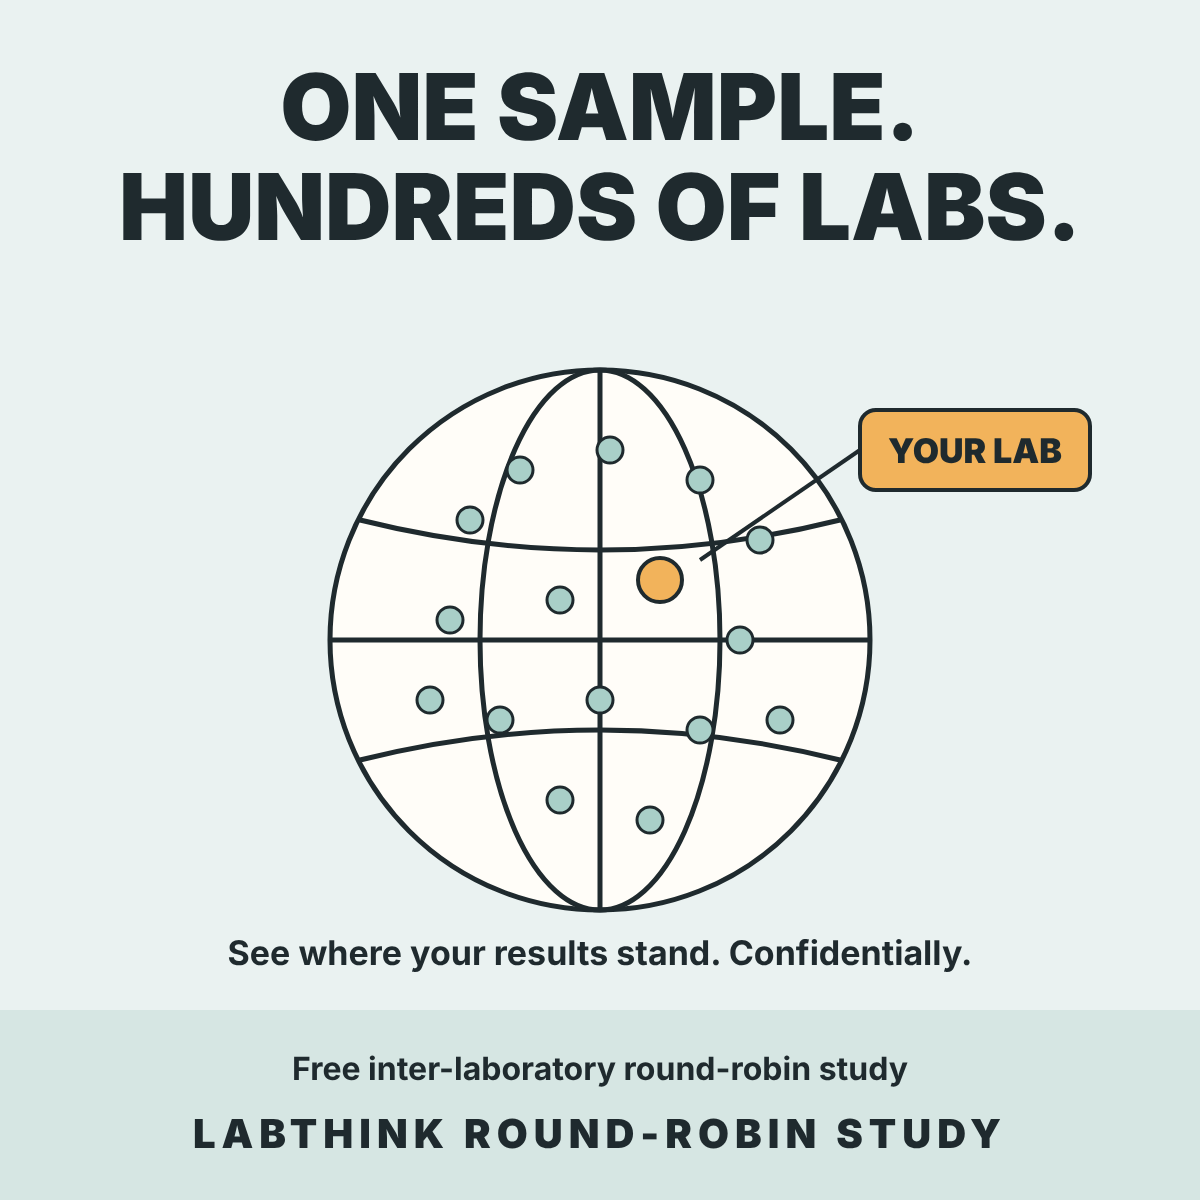 ONE SAMPLE.
HUNDREDS OF LABS.
YOUR LAB
See where your results stand. Confidentially.
Free inter-laboratory round-robin study
LABTHINK ROUND-ROBIN STUDY